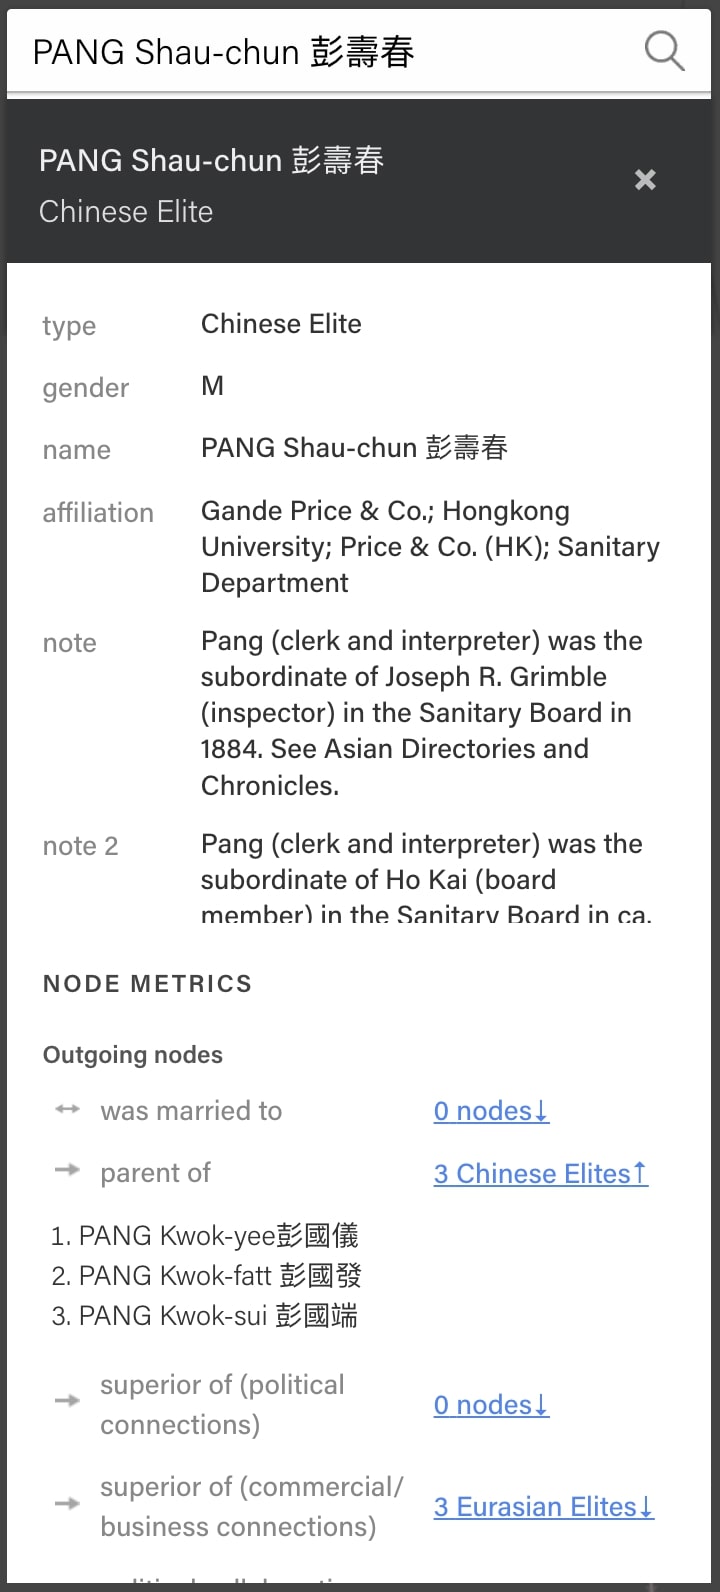 PANG Shau-chun 彭壽春
PANG Shau-chun 彭壽春
Chinese Elite
type Chinese Elite
gender M
name PANG Shau-chun 彭壽春
affiliation Gande Price & Co.; Hongkong
University; Price & Co. (HK); Sanitary
Department
note Pang (clerk and interpreter) was the
subordinate of Joseph R. Grimble
(inspector) in the Sanitary Board in
1884. See Asian Directories and
Chronicles.
note 2 Pang (clerk and interpreter) was the
subordinate of Ho Kai (board
member) in the Sanitary Board in ca.
NODE METRICS
Outgoing nodes
↔ was married to 0 nodes↓
→ parent of 3 Chinese Elites↑
1. PANG Kwok-yee彭國儀
2. PANG Kwok-fatt 彭國發
3. PANG Kwok-sui 彭國端
→ superior of (political
connections) 0 nodes↓
→ superior of (commercial/
business connections) 3 Eurasian Elites↓